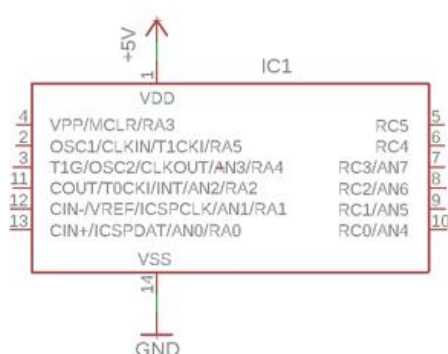 +5V
IC1
1
VDD
4 VPP/MCLR/RA3 RC5 5
2 OSC1/CLKIN/T1CKI/RA5 RC4 6
3 T1G/OSC2/CLKOUT/AN3/RA4 RC3/AN7 7
11 COUT/T0CKI/INT/AN2/RA2 RC2/AN6 8
12 CIN-/VREF/ICSPCLK/AN1/RA1 RC1/AN5 9
13 CIN+/ICSPDAT/AN0/RA0 RC0/AN4 10
VSS
14
GND